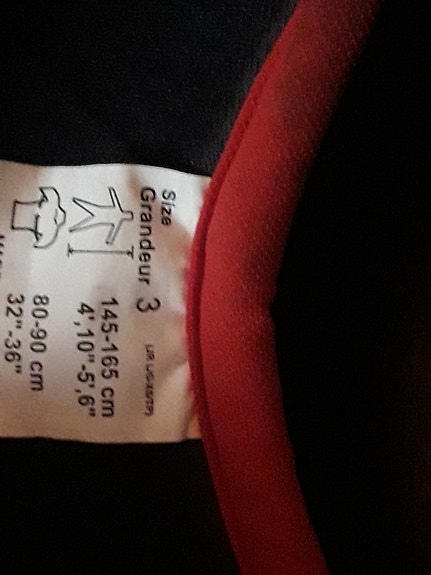 Size
Grandeur 3
145-165 cm
4',10"-5',6"
80-90 cm
32"-36"